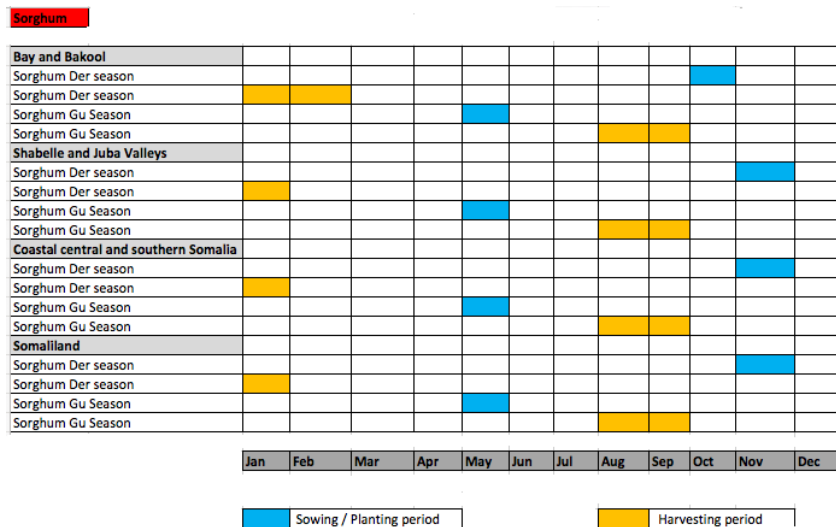 Sorghum
Bay and Bakool
Sorghum Der season
Sorghum Der season
Sorghum Gu Season
Sorghum Gu Season
Shabelle and Juba Valleys
Sorghum Der season
Sorghum Der season
Sorghum Gu Season
Sorghum Gu Season
Coastal central and southern Somalia
Sorghum Der season
Sorghum Der season
Sorghum Gu Season
Sorghum Gu Season
Somaliland
Sorghum Der season
Sorghum Der season
Sorghum Gu Season
Sorghum Gu Season
Jan Feb Mar Apr May Jun Jul Aug Sep Oct Nov Dec
Sowing / Planting period Harvesting period